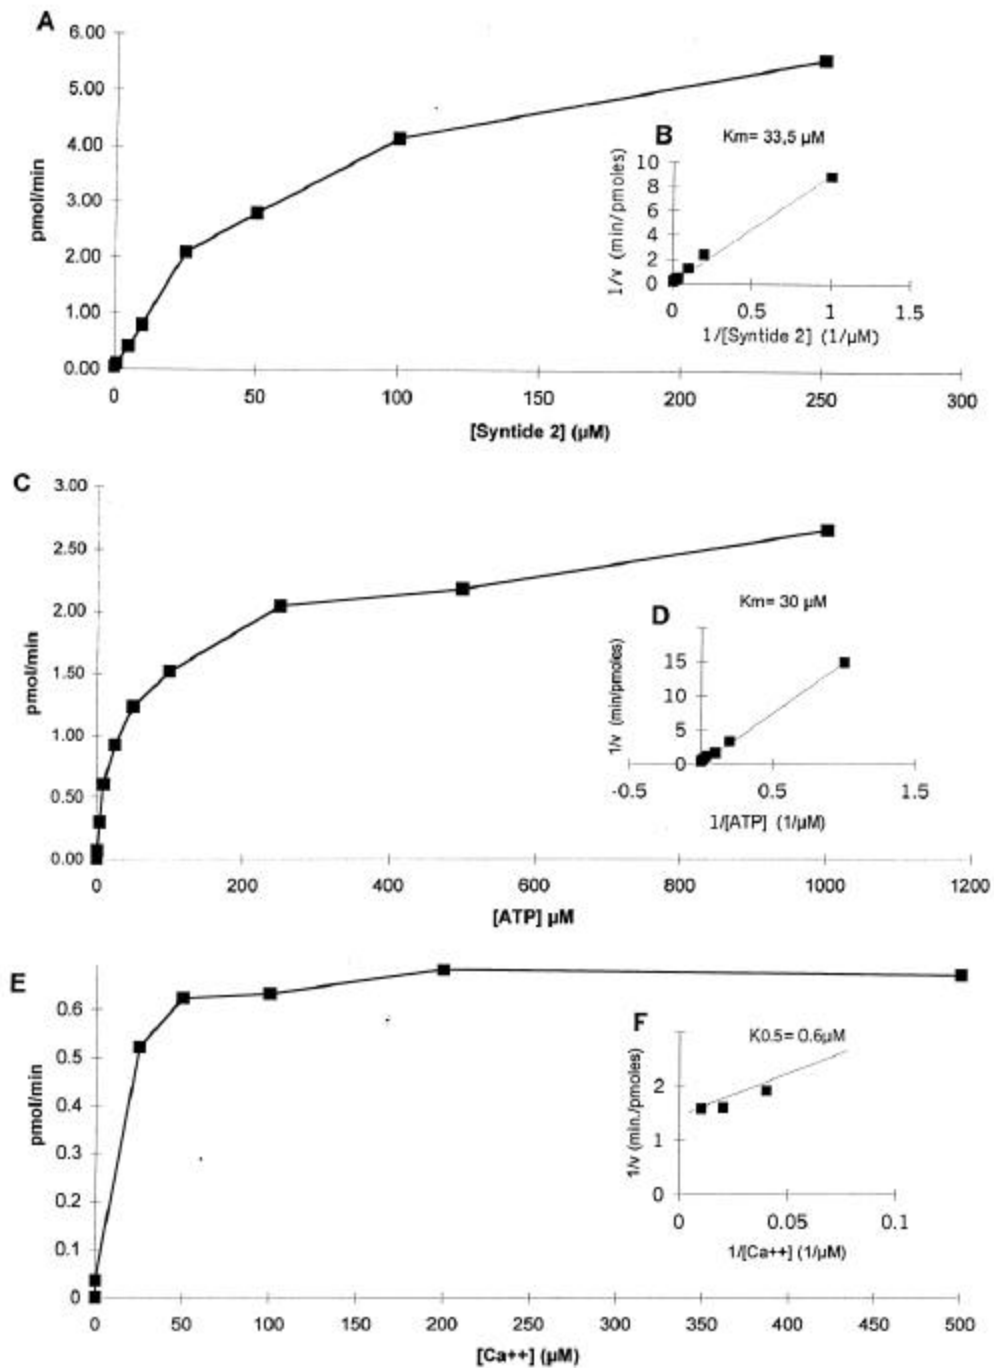 A
6.00
5.00
4.00
3.00
2.00
1.00
0.00
pmol/min
0 50 100 150 200 250 300
[Syntide 2] (µM)
B
Km= 33,5 µM
10
8
6
4
2
0
1/v (min/pmoles)
0 0.5 1 1.5
1/[Syntide 2] (1/µM)
C
3.00
2.50
2.00
1.50
1.00
0.50
0.00
pmol/min
0 200 400 600 800 1000 1200
[ATP] µM
D
Km= 30 µM
15
10
5
0
1/v (min/pmoles)
-0.5 0.5 1.5
1/[ATP] (1/µM)
E
0.6
0.5
0.4
0.3
0.2
0.1
0
pmol/min
0 50 100 150 200 250 300 350 400 450 500
[Ca++] (µM)
F
K0.5= 0.6µM
2
1
0
1/v (min./pmoles)
0 0.05 0.1
1/[Ca++] (1/µM)